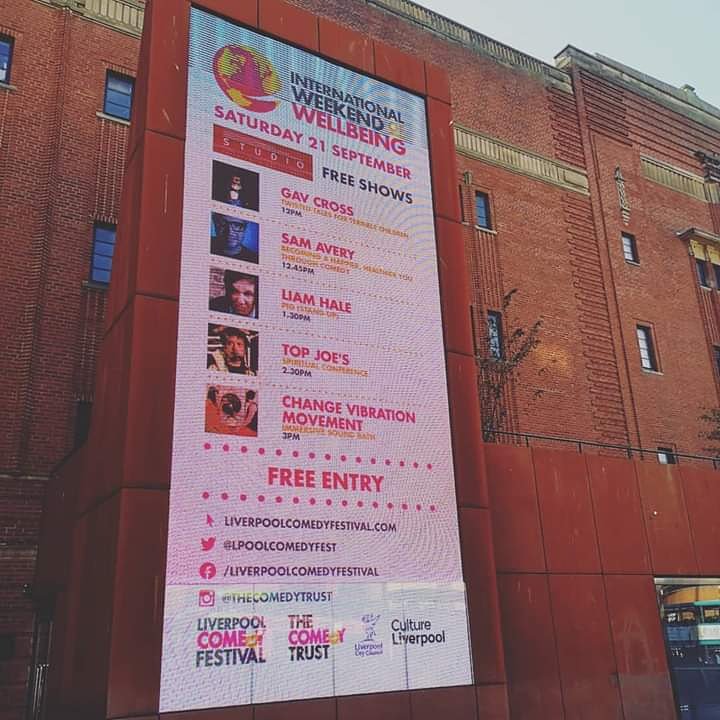 INTERNATIONAL
WEEKEND OF
WELLBEING
SATURDAY 21 SEPTEMBER
STUDIO
FREE SHOWS
GAV CROSS
TWISTED TALES FOR TERRIBLE CHILDREN
12PM
SAM AVERY
BECOMING A HAPPIER, HEALTHIER YOU
THROUGH COMEDY
12.45PM
LIAM HALE
PIG (STAND-UP)
1.30PM
TOP JOE'S
SPIRITUAL CONFERENCE
2.30PM
CHANGE VIBRATION
MOVEMENT
IMMERSIVE SOUND BATH
3PM
FREE ENTRY
LIVERPOOLCOMEDYFESTIVAL.COM
@LPOOLCOMEDYFEST
/LIVERPOOLCOMEDYFESTIVAL
@THECOMEDYTRUST
LIVERPOOL
COMEDY
FESTIVAL
THE
COMEDY
TRUST
Liverpool
City Council
Culture
Liverpool